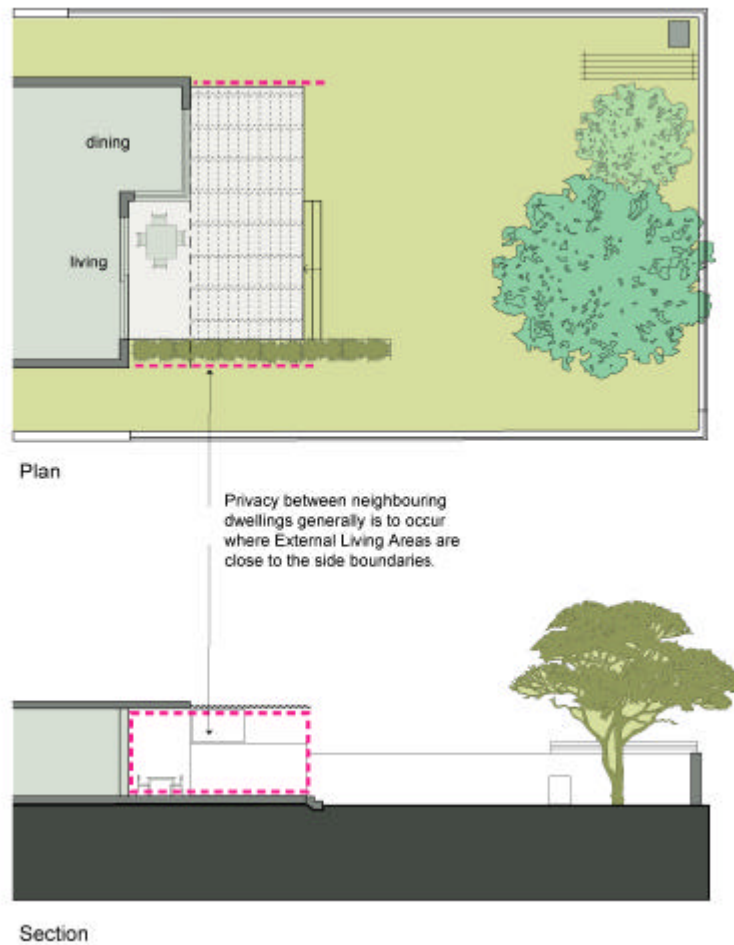 dining
living
Plan
Privacy between neighbouring
dwellings generally is to occur
where External Living Areas are
close to the side boundaries.
Section